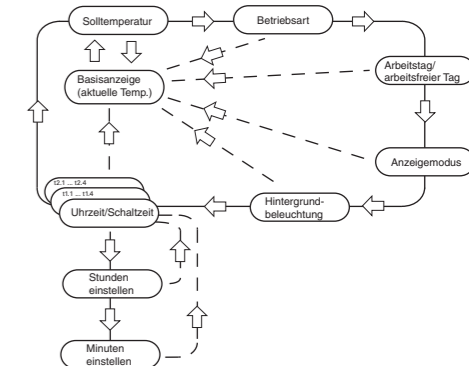 Solltemperatur
Betriebsart
Basisanzeige
(aktuelle Temp.)
Arbeitstag/
arbeitsfreier Tag
Anzeigemodus
t2.1 ... t2.4
t1.1 ... t1.4
Uhrzeit/Schaltzeit
Hintergrund-
beleuchtung
Stunden
einstellen
Minuten
einstellen